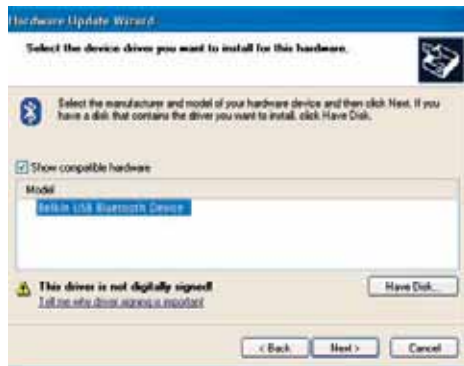 Hardware Update Wizard
Select the device driver you want to install for this hardware.
Select the manufacturer and model of your hardware device and then click Next. If you
have a disk that contains the driver you want to install, click Have Disk.
Show compatible hardware
Model
Belkin USB Bluetooth Device
This driver is not digitally signed!
Tell me why driver signing is important
Have Disk...
< Back
Next >
Cancel